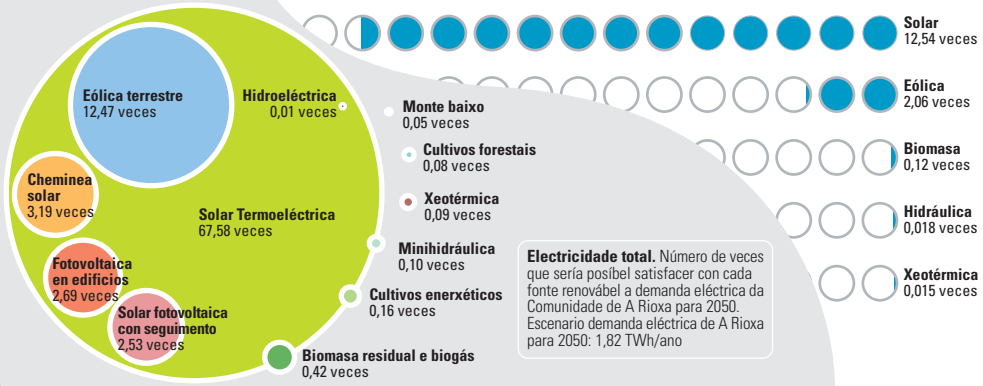 Eólica terrestre
12,47 veces
Hidroeléctrica
0,01 veces
Cheminea
solar
3,19 veces
Solar Termoeléctrica
67,58 veces
Fotovoltaica
en edificios
2,69 veces
Solar fotovoltaica
con seguimento
2,53 veces
Monte baixo
0,05 veces
Cultivos forestais
0,08 veces
Xeotérmica
0,09 veces
Minihidráulica
0,10 veces
Cultivos enerxéticos
0,16 veces
Biomasa residual e biogás
0,42 veces
Electricidade total. Número de veces
que sería posíbel satisfacer con cada
fonte renovábel a demanda eléctrica da
Comunidade de A Rioxa para 2050.
Escenario demanda eléctrica de A Rioxa
para 2050: 1,82 TWh/ano
Solar
12,54 veces
Eólica
2,06 veces
Biomasa
0,12 veces
Hidráulica
0,018 veces
Xeotérmica
0,015 veces